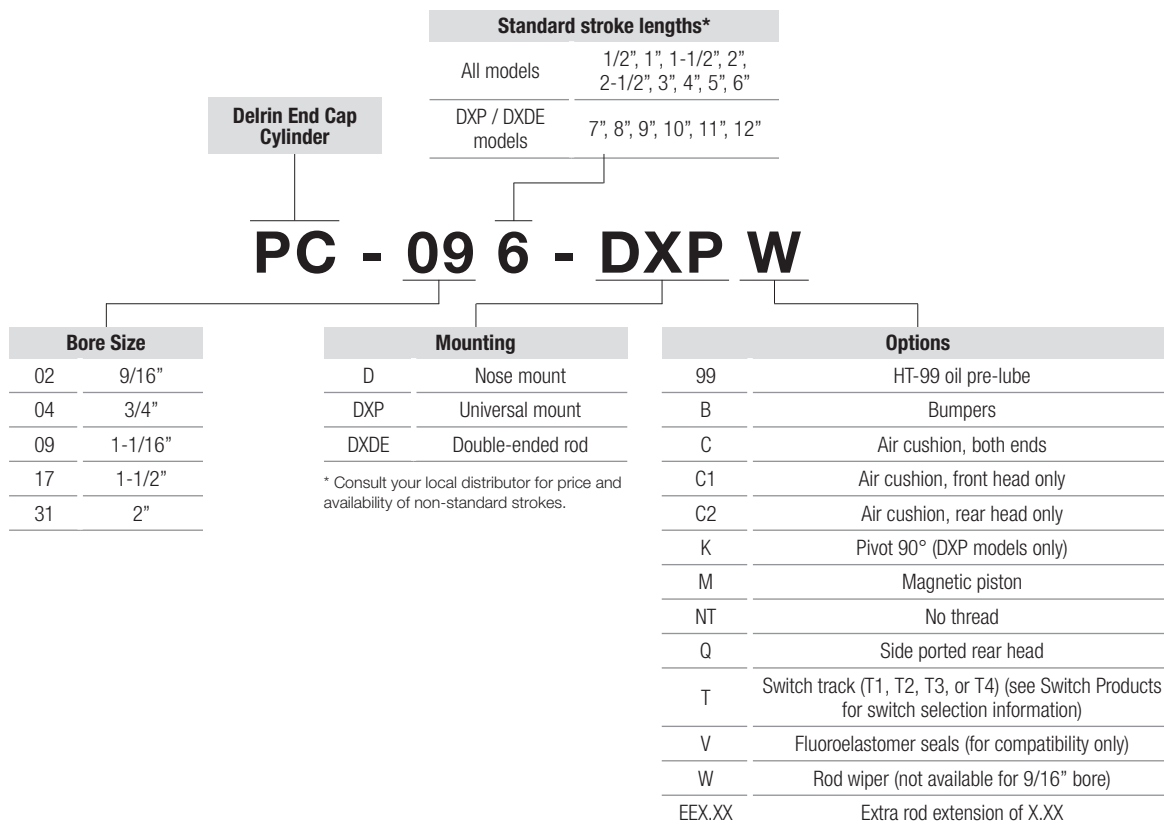 Standard stroke lengths*
All models
1/2”, 1”, 1-1/2”, 2”,
2-1/2”, 3”, 4”, 5”, 6”
DXP / DXDE
models
7”, 8”, 9”, 10”, 11”, 12”
Delrin End Cap
Cylinder
PC - 09 6 - DXP W
Bore Size
02 9/16”
04 3/4”
09 1-1/16”
17 1-1/2”
31 2”
Mounting
D Nose mount
DXP Universal mount
DXDE Double-ended rod
* Consult your local distributor for price and
availability of non-standard strokes.
Options
99 HT-99 oil pre-lube
B Bumpers
C Air cushion, both ends
C1 Air cushion, front head only
C2 Air cushion, rear head only
K Pivot 90° (DXP models only)
M Magnetic piston
NT No thread
Q Side ported rear head
T Switch track (T1, T2, T3, or T4) (see Switch Products
for switch selection information)
V Fluoroelastomer seals (for compatibility only)
W Rod wiper (not available for 9/16” bore)
EEX.XX Extra rod extension of X.XX